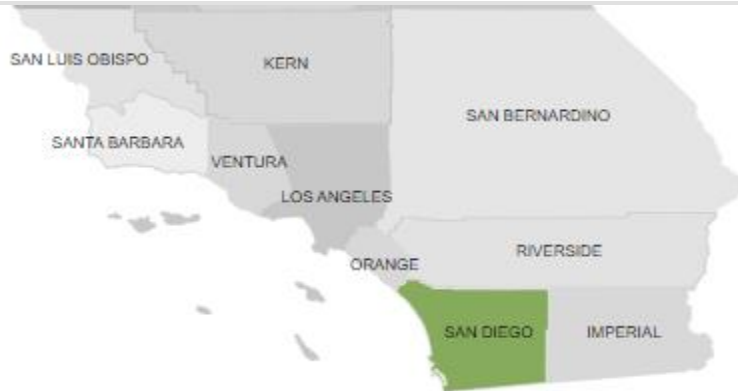 SAN LUIS OBISPO
KERN
SAN BERNARDINO
SANTA BARBARA
VENTURA
LOS ANGELES
ORANGE
RIVERSIDE
SAN DIEGO
IMPERIAL